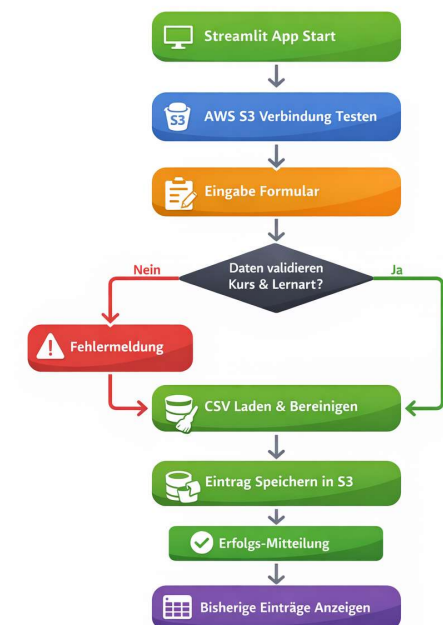 Streamlit App Start
S3
AWS S3 Verbindung Testen
Eingabe Formular
Daten validieren
Kurs & Lernart?
Nein
Ja
Fehlermeldung
CSV Laden & Bereinigen
Eintrag Speichern in S3
Erfolgs-Mitteilung
Bisherige Einträge Anzeigen